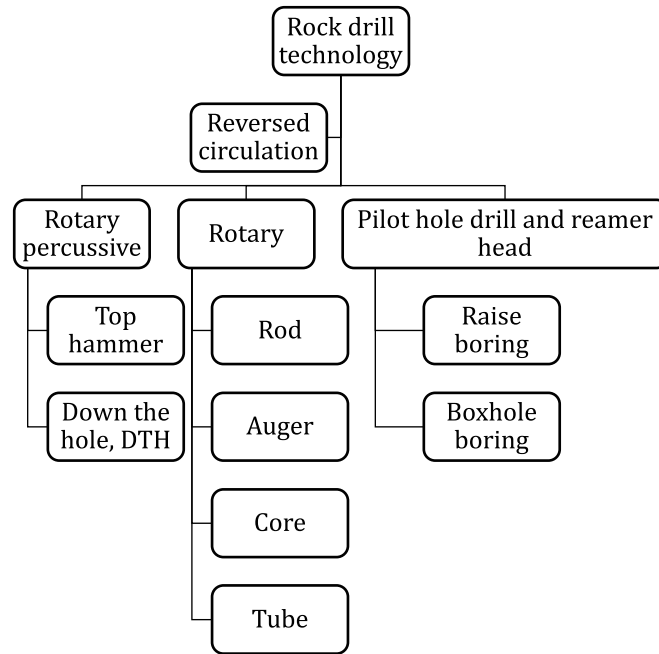 Rock drill
technology
Reversed
circulation
Rotary
percussive
Rotary
Pilot hole drill and reamer
head
Top
hammer
Rod
Raise
boring
Down the
hole, DTH
Auger
Boxhole
boring
Core
Tube